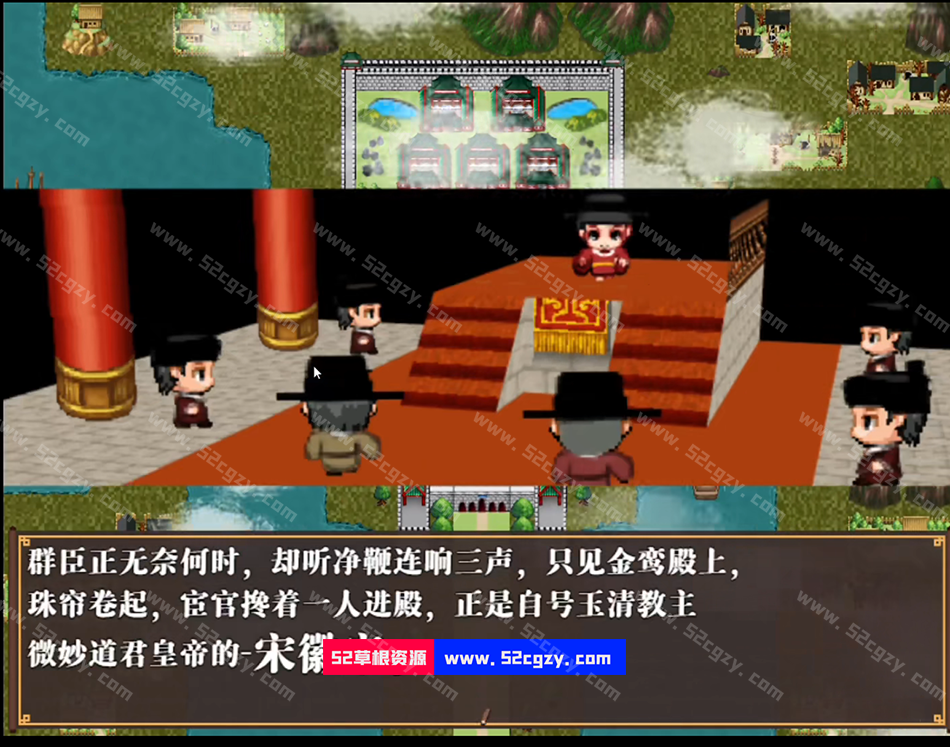 群臣正无奈何时，却听净鞭连响三声，只见金銮殿上，
珠帘卷起，宦官搀着一人进殿，正是自号玉清教主
微妙道君皇帝的-宋徽
52草根资源 www.52cgzy.com
www.52cgzy.com